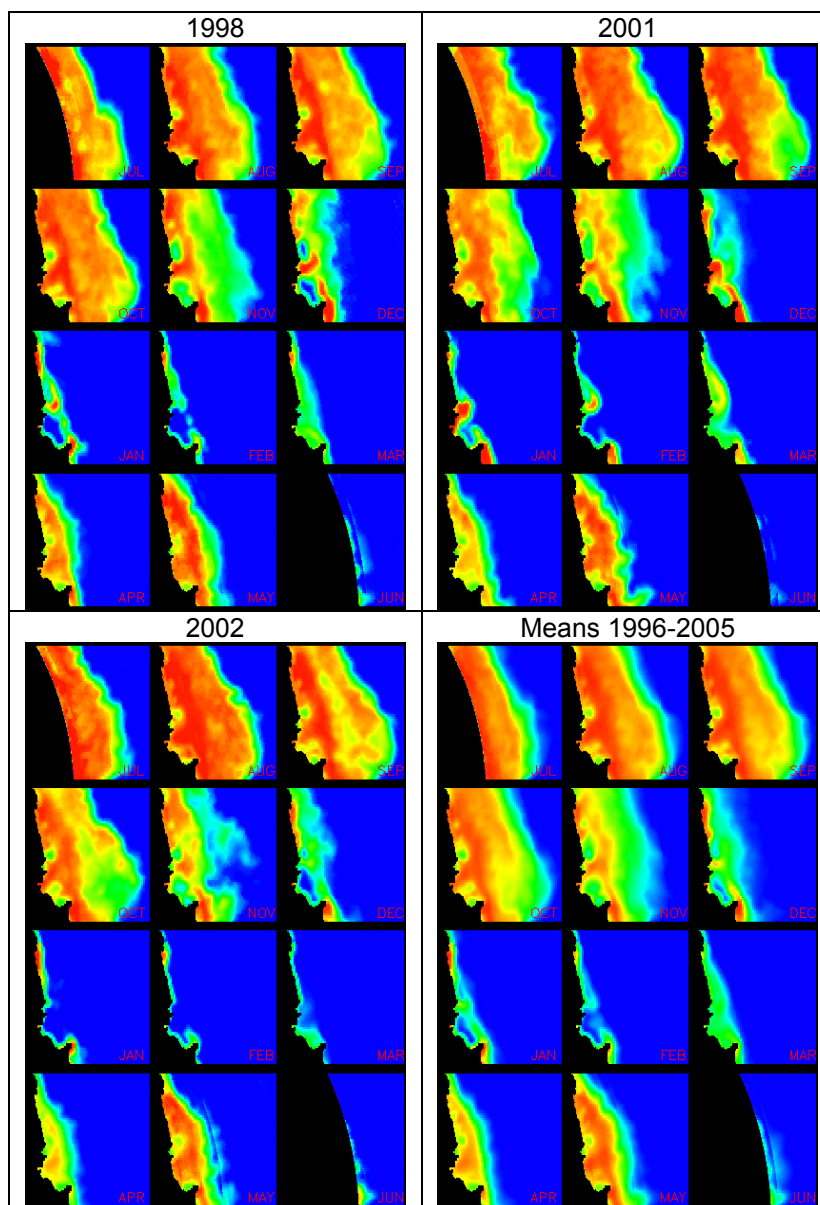 1998 2001
JUL AUG SEP JUL AUG SEP
OCT NOV DEC OCT NOV DEC
JAN FEB MAR JAN FEB MAR
APR MAY JUN APR MAY JUN
2002 Means 1996-2005
JUL AUG SEP JUL AUG SEP
OCT NOV DEC OCT NOV DEC
JAN FEB MAR JAN FEB MAR
APR MAY JUN APR MAY JUN